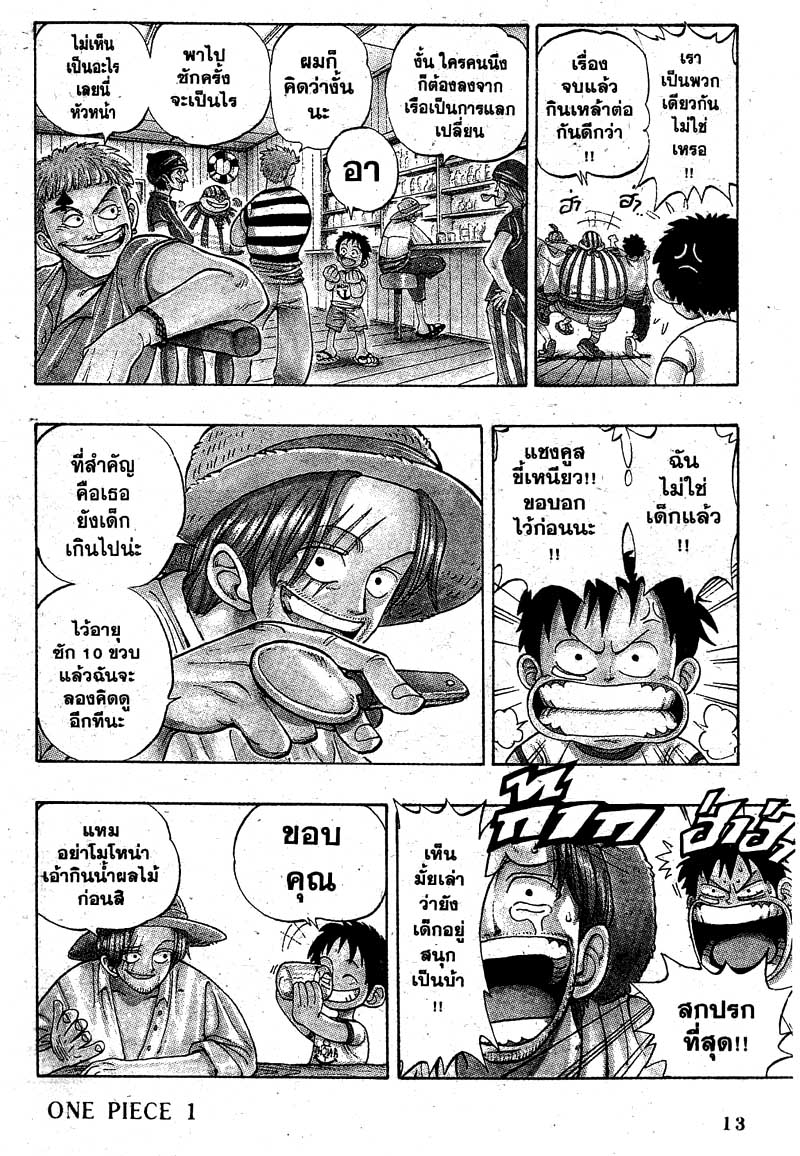 ไม่เห็น
เป็นอะไร
เลยนี่
หัวหน้า
พาไป
ซักครั้ง
จะเป็นไร
ผมก็
คิดว่างั้น
นะ
อา
งั้น ใครคนนึง
ก็ต้องลงจาก
เรือเป็นการแลก
เปลี่ยน
เรื่อง
จบแล้ว
กินเหล้าต่อ
กันดีกว่า
!!
ฮ่า ฮ่า..
เรา
เป็นพวก
เดียวกัน
ไม่ใช่
เหรอ
!!
ที่สำคัญ
คือเธอ
ยังเด็ก
เกินไปน่ะ
ไว้อายุ
ซัก 10 ขวบ
แล้วฉันจะ
ลองคิดดู
อีกทีนะ
แชงคูส
ขี้เหนียว!!
ขอบอก
ไว้ก่อนนะ
!!
ฉัน
ไม่ใช่
เด็กแล้ว
!!
แหม
อย่าโมโหน่า
เอ้ากินน้ำผลไม้
ก่อนสิ
ขอบ
คุณ
เห็น
มั้ยเล่า
ว่ายัง
เด็กอยู่
สนุก
เป็นบ้า
!!
ก๊ากก
ฮ่าฮ่า
สกปรก
ที่สุด!!
ONE PIECE 1
13